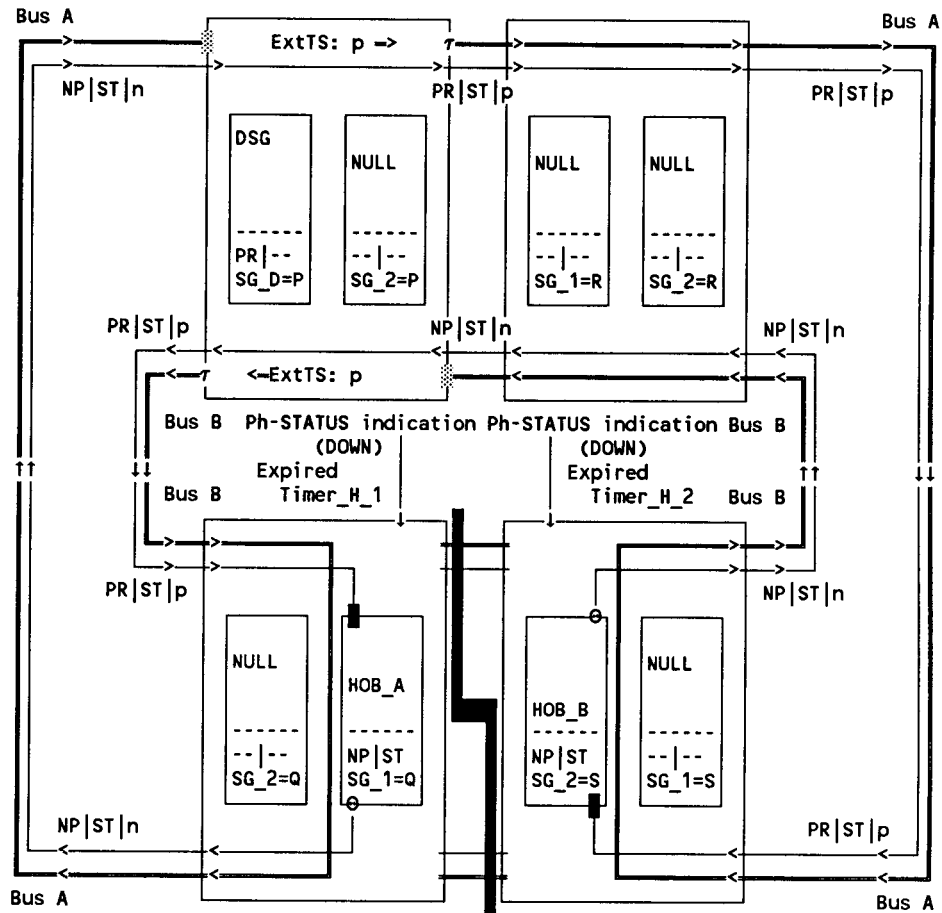 Bus A
Bus A
ExtTS: p =>
τ
NP|ST|n
PR|ST|p
PR|ST|p
DSG
NULL
NULL
NULL
------
------
------
------
PR|--
--|--
--|--
--|--
SG_D=P
SG_2=P
SG_1=R
SG_2=R
PR|ST|p
NP|ST|n
NP|ST|n
τ
<=ExtTS: p
Bus B
Ph-STATUS indication
Ph-STATUS indication
Bus B
(DOWN)
(DOWN)
↑↑
↓↓
Expired
Expired
↑↑
↓↓
Bus B
Timer_H_1
Timer_H_2
Bus B
PR|ST|p
NP|ST|n
NULL
HOB_A
HOB_B
NULL
------
------
------
------
--|--
NP|ST
NP|ST
--|--
SG_2=Q
SG_1=Q
SG_2=S
SG_1=S
NP|ST|n
PR|ST|p
Bus A
Bus A